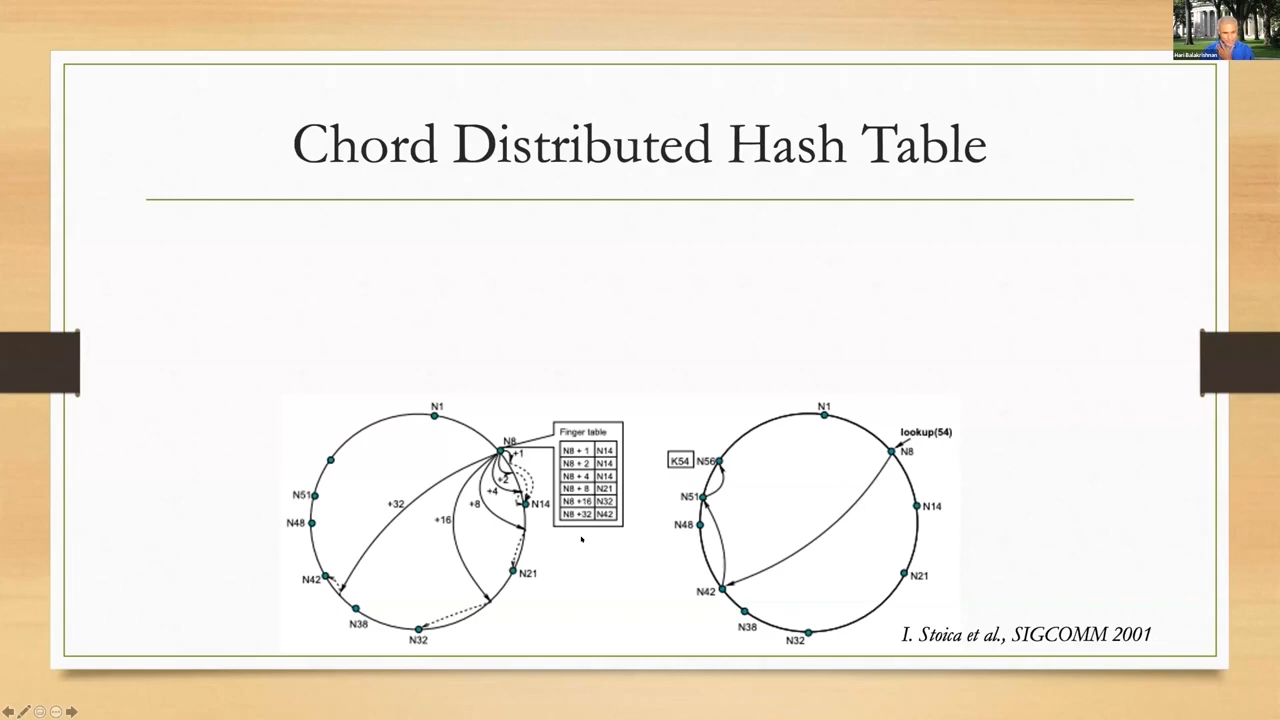 Hari Balakrishnan
Chord Distributed Hash Table
N1
N8
N14
N21
N32
N38
N42
N48
N51
+1
+2
+4
+8
+16
+32
Finger table
N8 + 1 N14
N8 + 2 N14
N8 + 4 N14
N8 + 8 N21
N8 +16 N32
N8 +32 N42
N1
lookup(54)
N8
K54 N56
N51
N14
N48
N21
N42
N38
N32
I. Stoica et al., SIGCOMM 2001